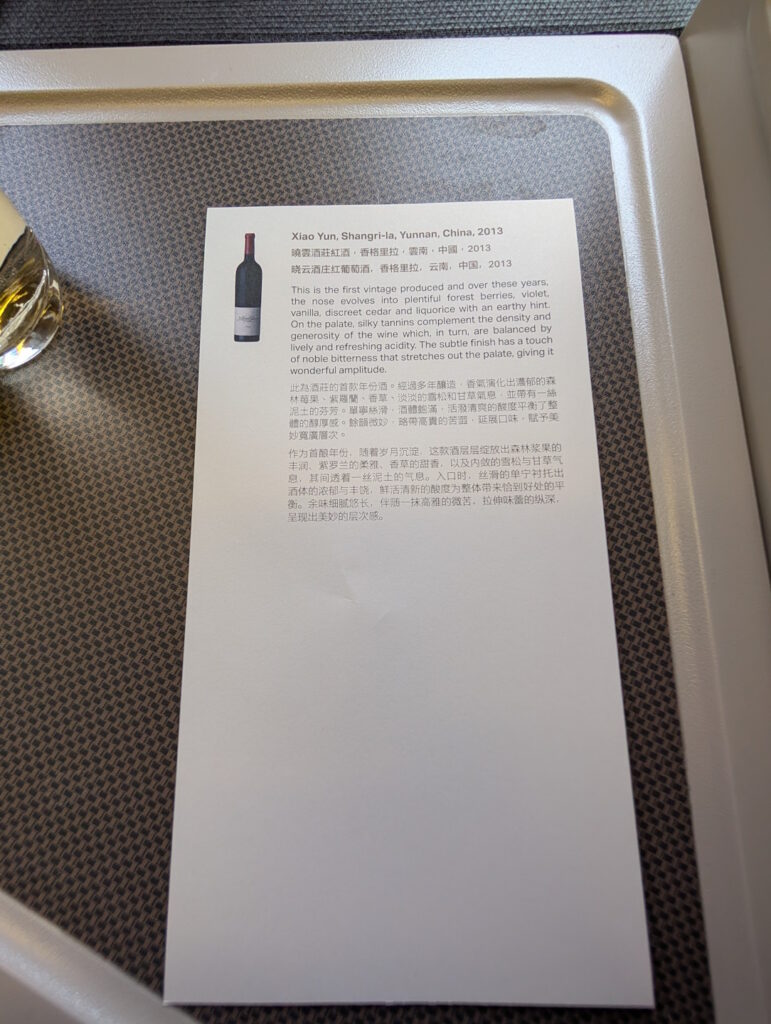 Xiao Yun, Shangri-la, Yunnan, China, 2013
曉雲酒莊紅酒，香格里拉，雲南，中國，2013
晓云酒庄红葡萄酒，香格里拉，云南，中国，2013
This is the first vintage produced and over these years,
the nose evolves into plentiful forest berries, violet,
vanilla, discreet cedar and liquorice with an earthy hint.
On the palate, silky tannins complement the density and
generosity of the wine which, in turn, are balanced by
lively and refreshing acidity. The subtle finish has a touch
of noble bitterness that stretches out the palate, giving it
wonderful amplitude.
此為酒莊的首款年份酒。經過多年釀造，香氣演化出濃郁的森
林莓果、紫羅蘭、香草、淡淡的雪松和甘草氣息，並帶有一絲
泥土的芬芳。單寧絲滑，酒體飽滿，活潑清爽的酸度平衡了整
體的醇厚感。餘韻微妙，略帶高貴的苦澀，延展口味，賦予美
妙寬廣層次。
作为首酿年份，随着岁月沉淀，这款酒层层绽放出森林浆果的
丰润、紫罗兰的柔雅、香草的甜香，以及内敛的雪松与甘草气
息，其间透着一丝泥土的气息。入口时，丝滑的单宁衬托出
酒体的浓郁与丰饶，鲜活清新的酸度为整体带来恰到好处的平
衡。余味细腻悠长，伴随一抹高雅的微苦，拉伸味蕾的纵深，
呈现出美妙的层次感。